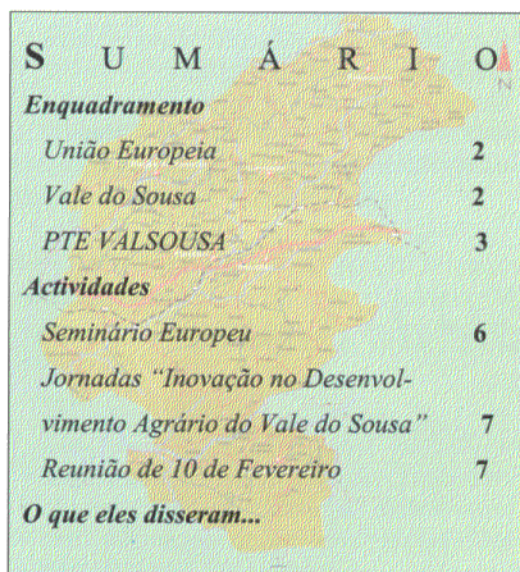 S U M Á R I O
N
Enquadramento
União Europeia 2
Vale do Sousa 2
PTE VALSOUSA 3
Actividades
Seminário Europeu 6
Jornadas “Inovação no Desenvol-
vimento Agrário do Vale do Sousa” 7
Reunião de 10 de Fevereiro 7
O que eles disseram...